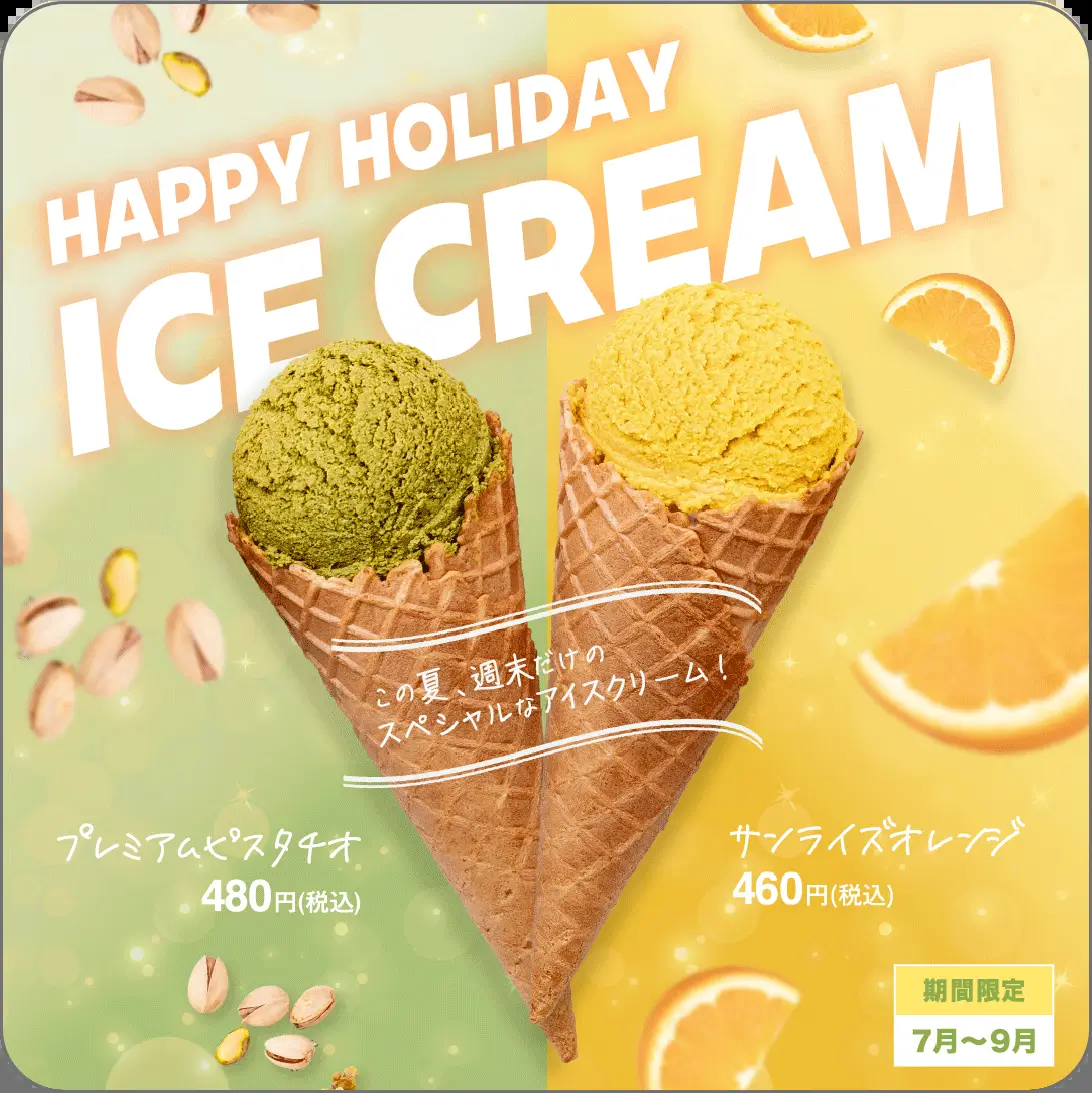 HAPPY HOLIDAY
ICE CREAM
この夏、週末だけの
スペシャルなアイスクリーム！
プレミアムピスタチオ
480円(税込)
サンライズオレンジ
460円(税込)
期間限定
7月〜9月